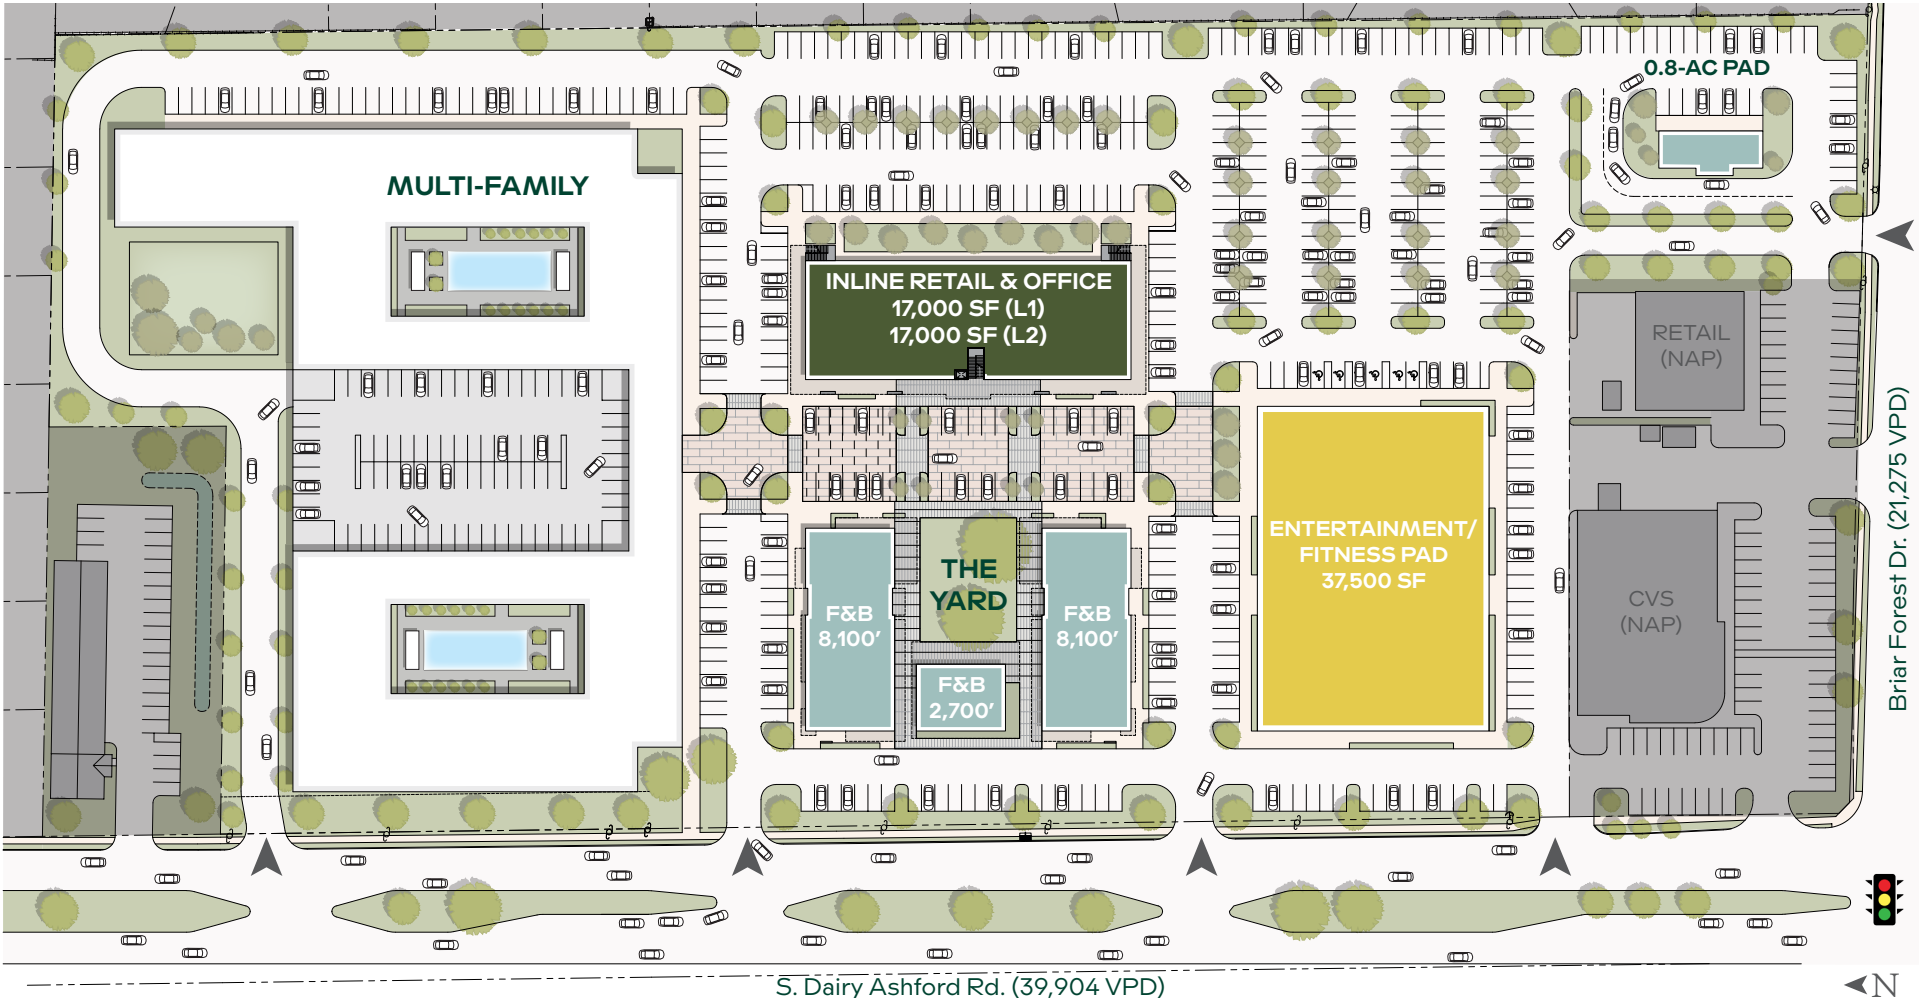 0.8-AC PAD
MULTI-FAMILY
INLINE RETAIL & OFFICE
17,000 SF (L1)
17,000 SF (L2)
RETAIL
(NAP)
ENTERTAINMENT/
FITNESS PAD
37,500 SF
THE
YARD
F&B
8,100’
F&B
8,100’
F&B
2,700’
CVS
(NAP)
Briar Forest Dr. (21,275 VPD)
S. Dairy Ashford Rd. (39,904 VPD)
N